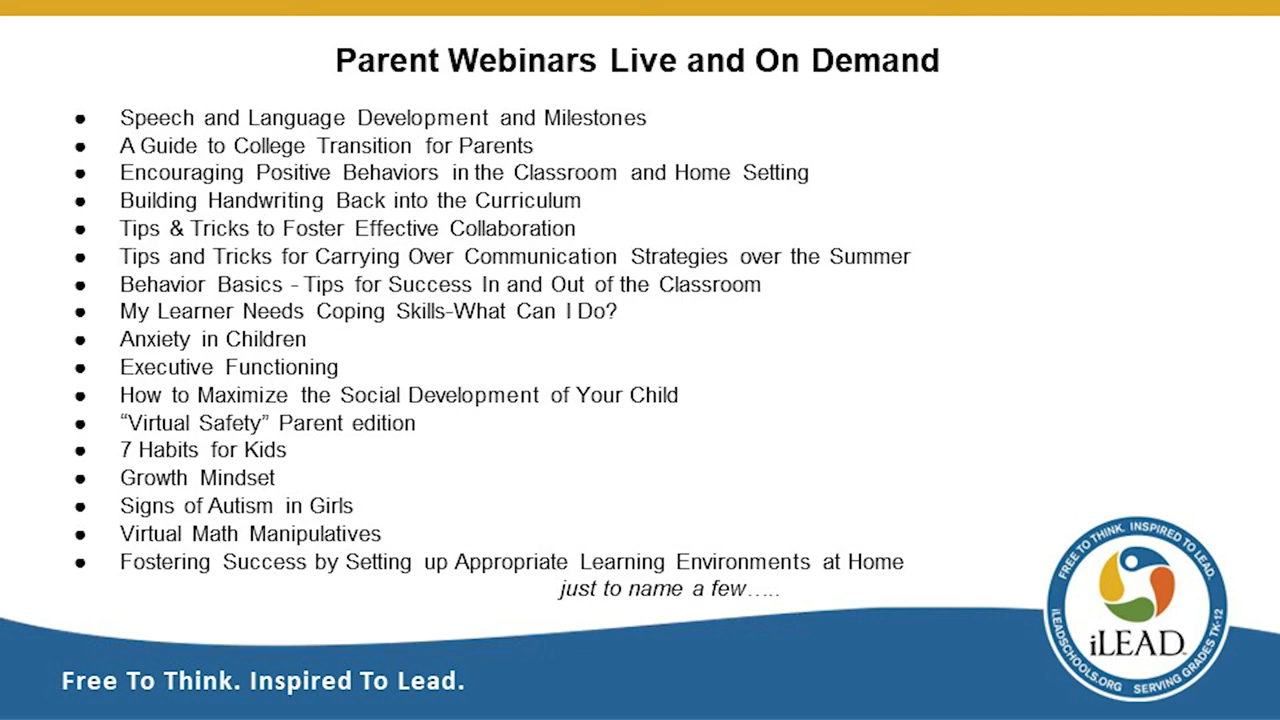 Parent Webinars Live and On Demand
● Speech and Language Development and Milestones
● A Guide to College Transition for Parents
● Encouraging Positive Behaviors in the Classroom and Home Setting
● Building Handwriting Back into the Curriculum
● Tips & Tricks to Foster Effective Collaboration
● Tips and Tricks for Carrying Over Communication Strategies over the Summer
● Behavior Basics - Tips for Success In and Out of the Classroom
● My Learner Needs Coping Skills-What Can I Do?
● Anxiety in Children
● Executive Functioning
● How to Maximize the Social Development of Your Child
● “Virtual Safety” Parent edition
● 7 Habits for Kids
● Growth Mindset
● Signs of Autism in Girls
● Virtual Math Manipulatives
● Fostering Success by Setting up Appropriate Learning Environments at Home
just to name a few…..
Free To Think. Inspired To Lead.
FREE TO THINK. INSPIRED TO LEAD.
iLEAD
iLEADSCHOOLS.ORG SERVING GRADES TK-12